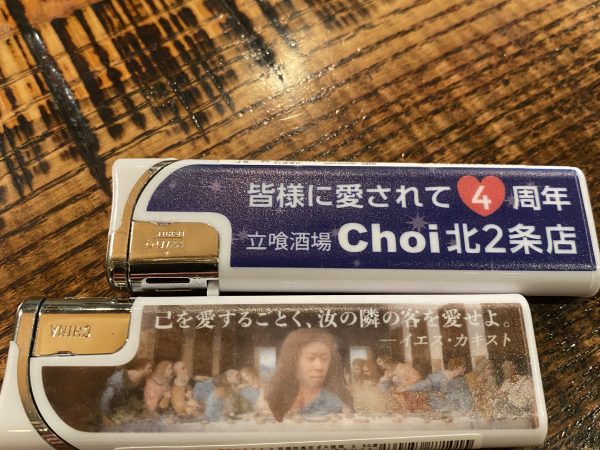 皆様に愛されて4周年
立喰酒場 Choi 北2条店
CHINA
己を愛するごとく、汝の隣の客を愛せよ。
―イエス・カキスト